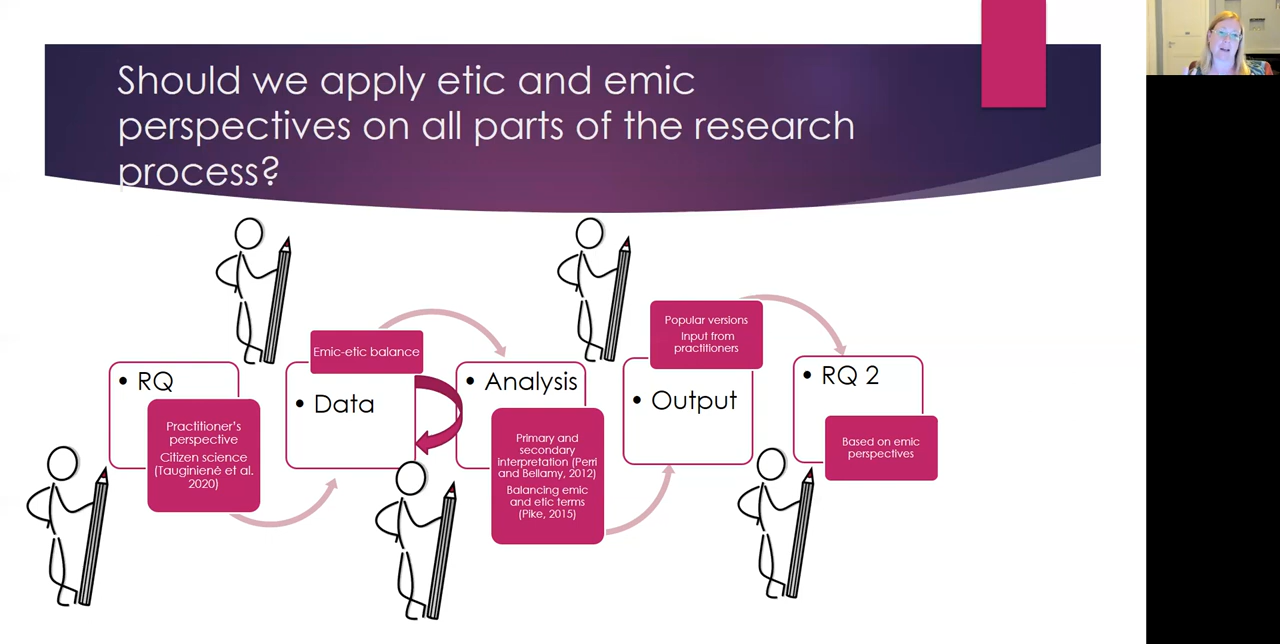 Should we apply etic and emic
perspectives on all parts of the research
process?
• RQ
Practitioner's
perspective
Citizen science
(Tauginienė et al.
2020)
Emic-etic balance
• Data
• Analysis
Primary and
secondary
interpretation (Perri
and Bellamy, 2012)
Balancing emic
and etic terms
(Pike, 2015)
Popular versions
Input from
practitioners
• Output
• RQ 2
Based on emic
perspectives